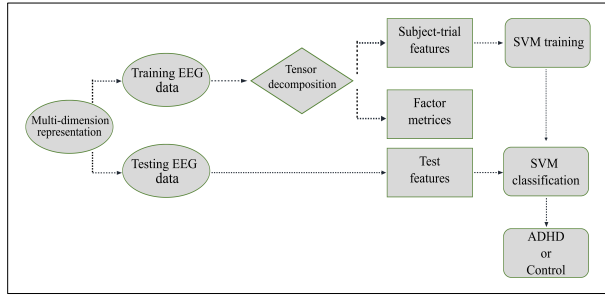 Multi-dimension
representation
Training EEG
data
Tensor
decomposition
Subject-trial
features
SVM training
Factor
metrices
Testing EEG
data
Test
features
SVM
classification
ADHD
or
Control